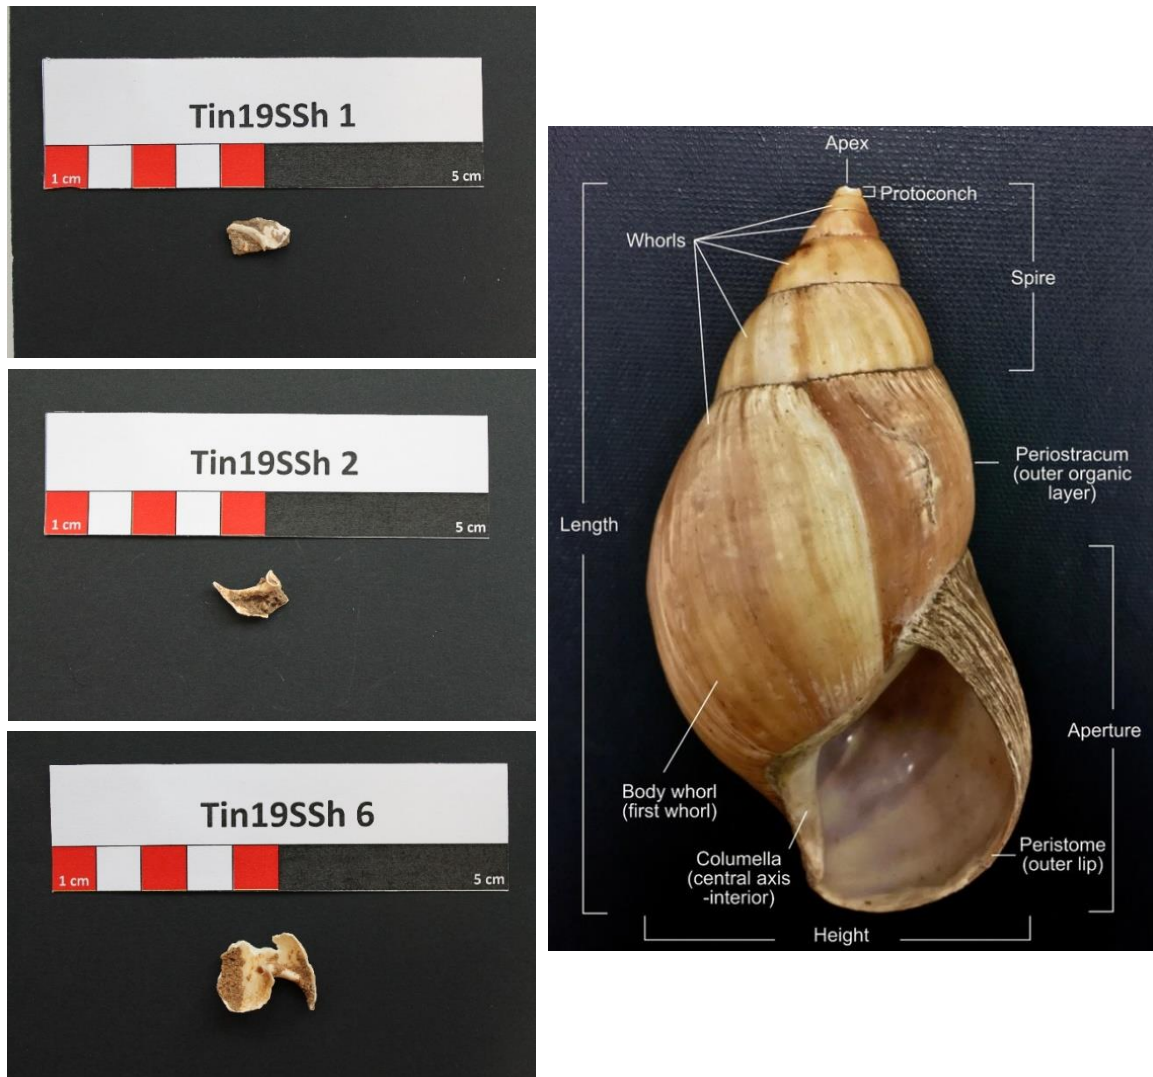 Tin19SSh 1
1 cm
5 cm
Tin19SSh 2
1 cm
5 cm
Tin19SSh 6
1 cm
5 cm
Apex
Protoconch
Whorls
Spire
Periostracum
(outer organic
layer)
Length
Aperture
Body whorl
(first whorl)
Columella
(central axis
-interior)
Peristome
(outer lip)
Height